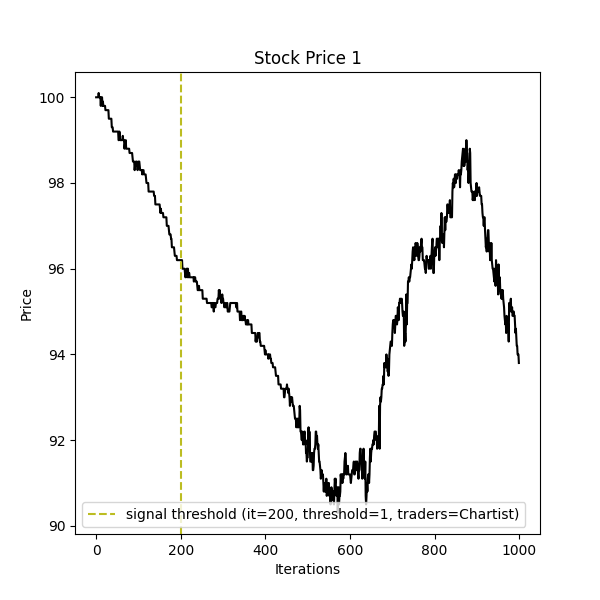 Stock Price 1
Price
100
98
96
94
92
90
signal threshold (it=200, threshold=1, traders=Chartist)
0 200 400 600 800 1000
Iterations